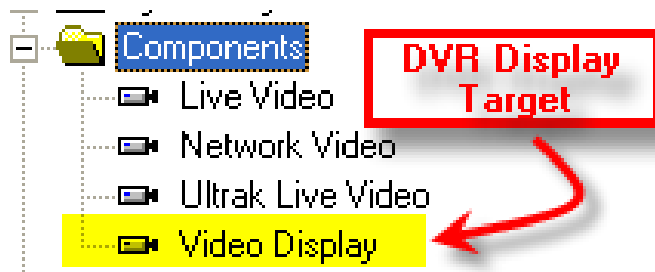 Components
DVR Display
Target
Live Video
Network Video
Ultrak Live Video
Video Display